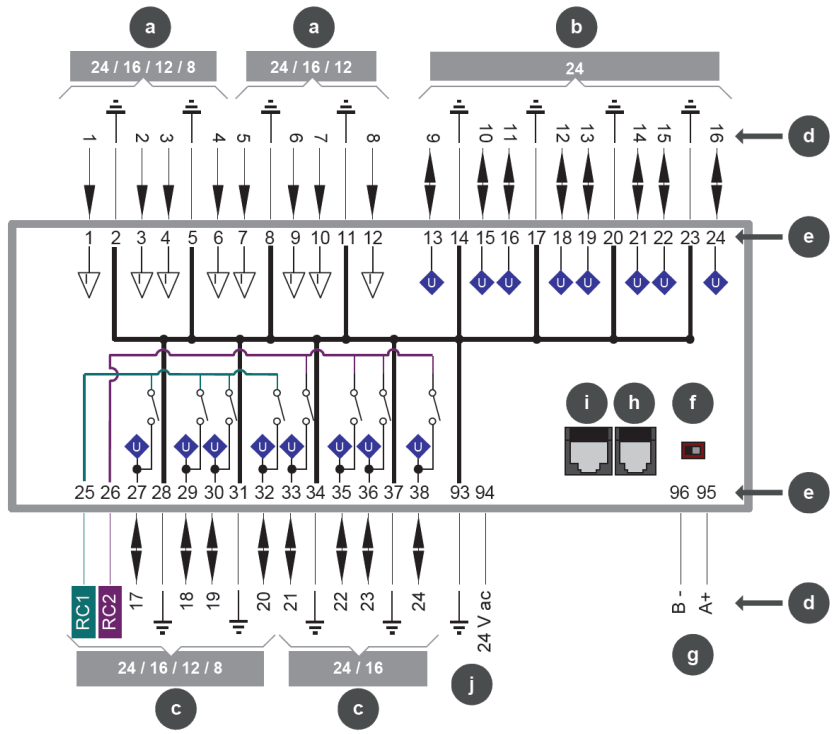 a a b
24 / 16 / 12 / 8 24 / 16 / 12 24
1 2 3 4 5 6 7 8 9 10 11 12 13 14 15 16 d
1 2 3 4 5 6 7 8 9 10 11 12 13 14 15 16 17 18 19 20 21 22 23 24 e
I I I I I I I I U U U U U U U U
i h f
U U U U U U U U
25 26 27 28 29 30 31 32 33 34 35 36 37 38 93 94 96 95 e
RC1 RC2 17 18 19 20 21 22 23 24 24 V ac B - A+ d
24 / 16 / 12 / 8 24 / 16 j g
c c